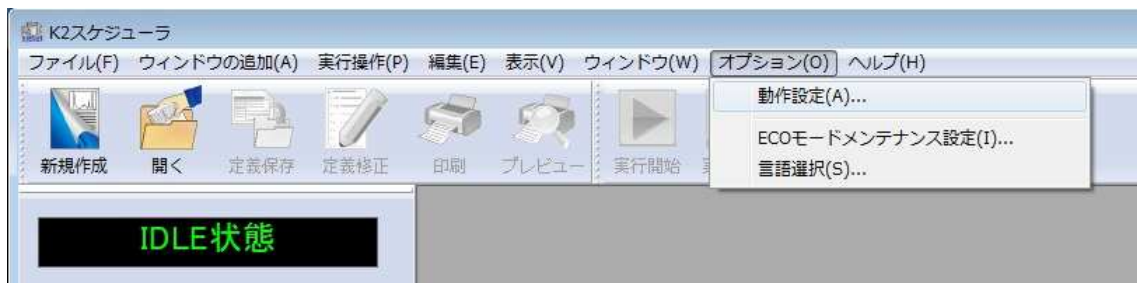 K2スケジューラ
ファイル(F) ウィンドウの追加(A) 実行操作(P) 編集(E) 表示(V) ウィンドウ(W) オプション(O) ヘルプ(H)
動作設定(A)...
ECOモードメンテナンス設定(I)...
言語選択(S)...
新規作成 開く 定義保存 定義修正 印刷 プレビュー 実行開始
IDLE状態